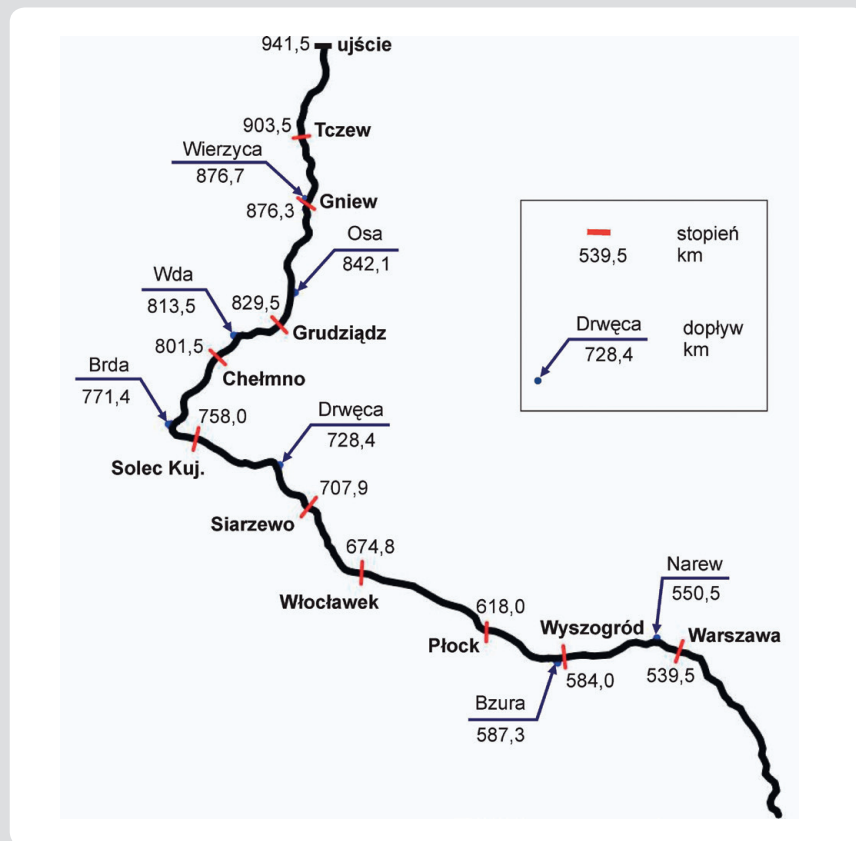 941,5 ujście
903,5 Tczew
Wierzyca
876,7
876,3 Gniew
Osa
842,1
Wda
813,5
829,5
Grudziądz
801,5
Chełmno
Brda
771,4
758,0
Solec Kuj.
Drwęca
728,4
707,9
Siarzewo
674,8
Włocławek
618,0
Płock
Wyszogród
584,0
Bzura
587,3
Narew
550,5
Warszawa
539,5
stopień
539,5 km
Drwęca dopływ
728,4 km